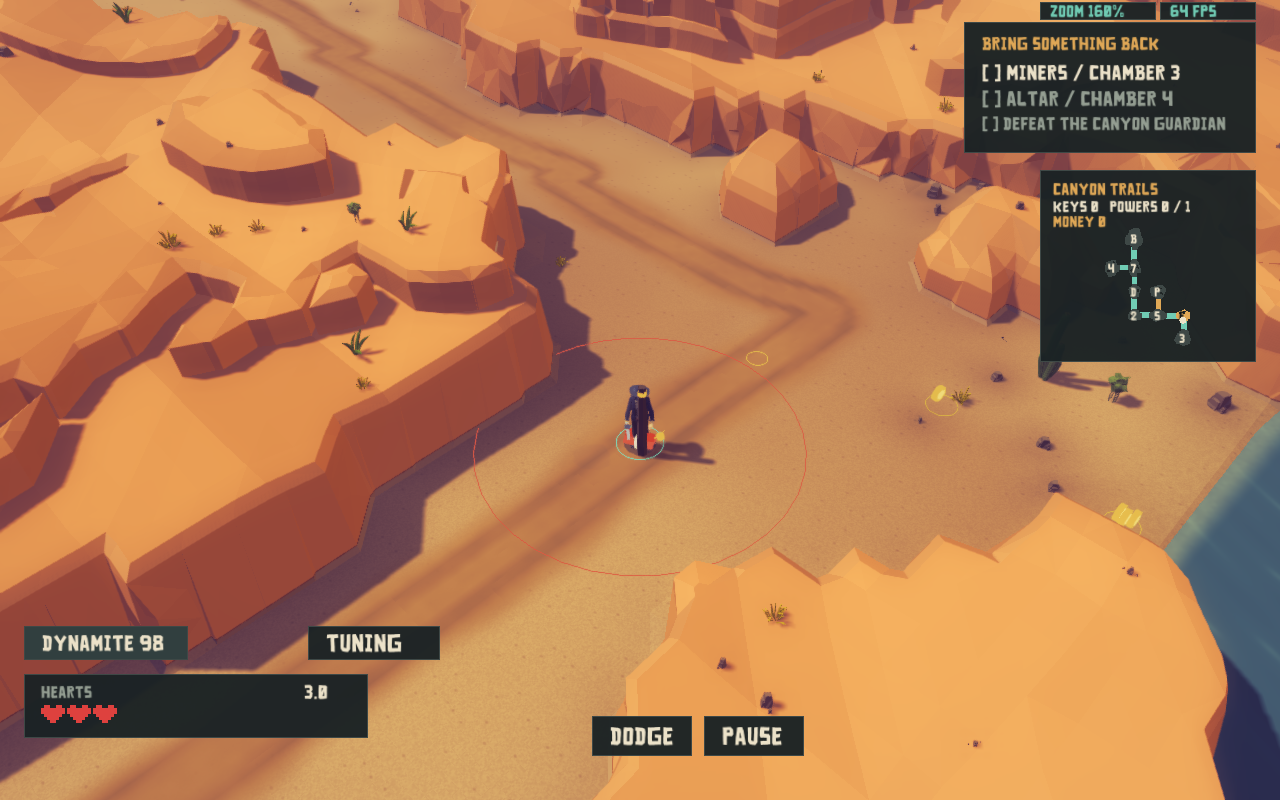 ZOOM 160%
64 FPS
BRING SOMETHING BACK
[ ] MINERS / CHAMBER 3
[ ] ALTAR / CHAMBER 4
[ ] DEFEAT THE CANYON GUARDIAN
CANYON TRAILS
KEYS 0 POWERS 0 / 1
MONEY 0
B
4 7
D P
2 5
3
DYNAMITE 98
TUNING
HEARTS 3.0
DODGE
PAUSE